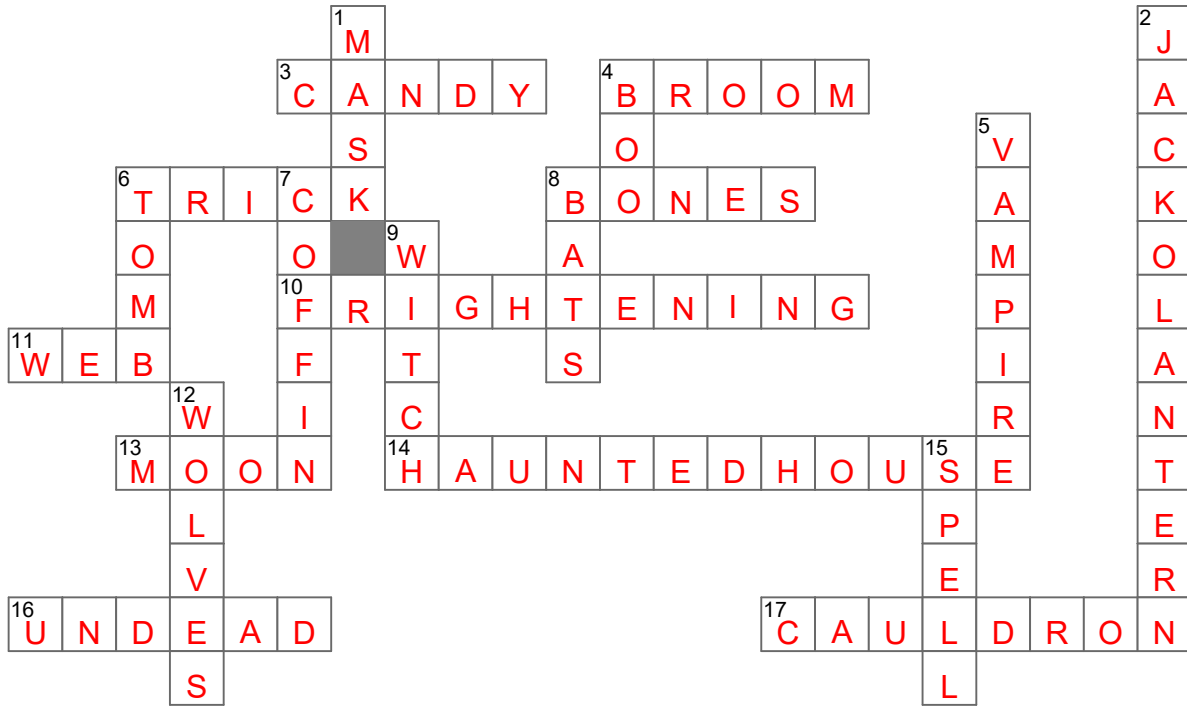 1 M 2 J
3 C A N D Y 4 B R O O M A
S O 5 V C
6 T R I 7 C K 8 B O N E S A K
O O 9 W A M O
M 10 F R I G H T E N I N G P L
11 W E B F T S I A
12 W I C R N
13 M O O N 14 H A U N T E D H O U 15 S E T
L P E
V E R
16 U N D E A D 17 C A U L D R O N
S L